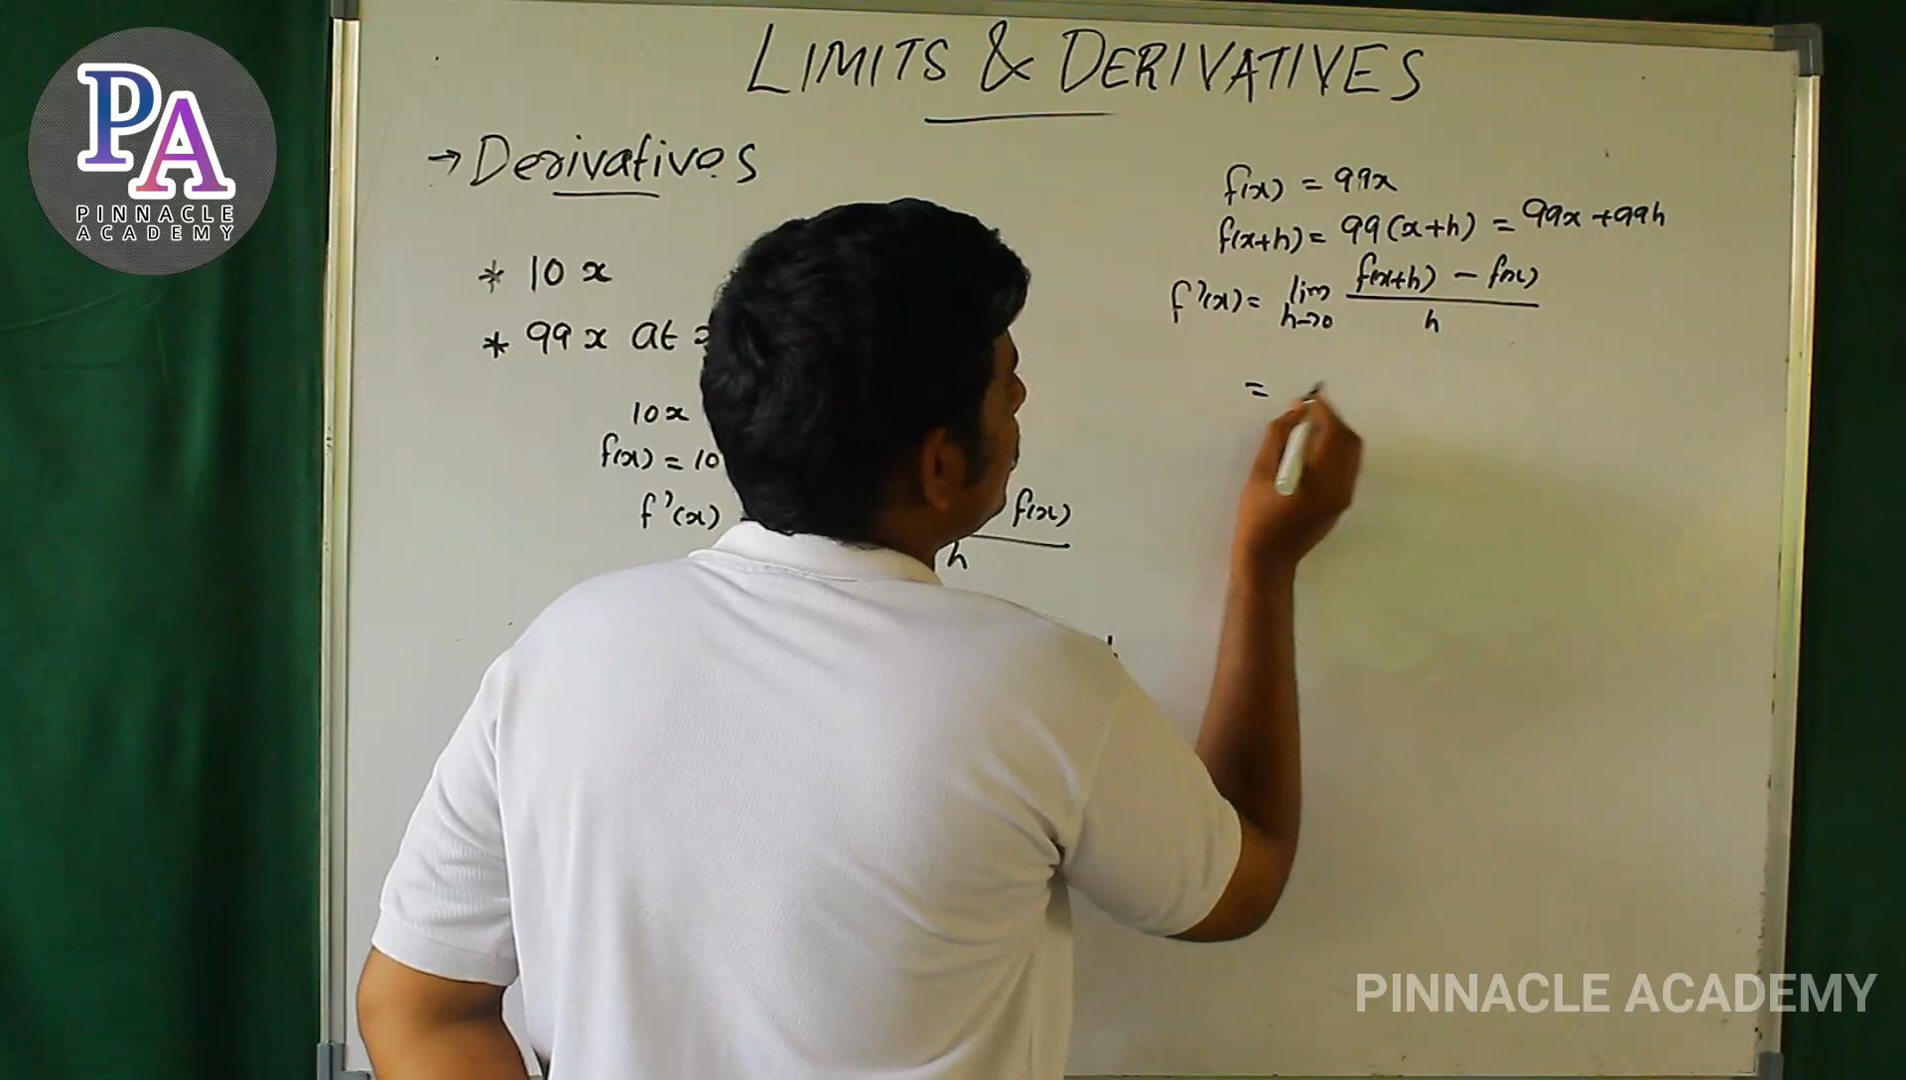 PA
PINNACLE
ACADEMY
LIMITS & DERIVATIVES
→ Derivatives
* 10 x
* 99 x at
10x
f(x) = 10
f'(x)
f(x)
h
f(x) = 99x
f(x+h) = 99(x+h) = 99x + 99h
f'(x) = lim h→0 f(x+h) - f(x)
h
=
PINNACLE ACADEMY